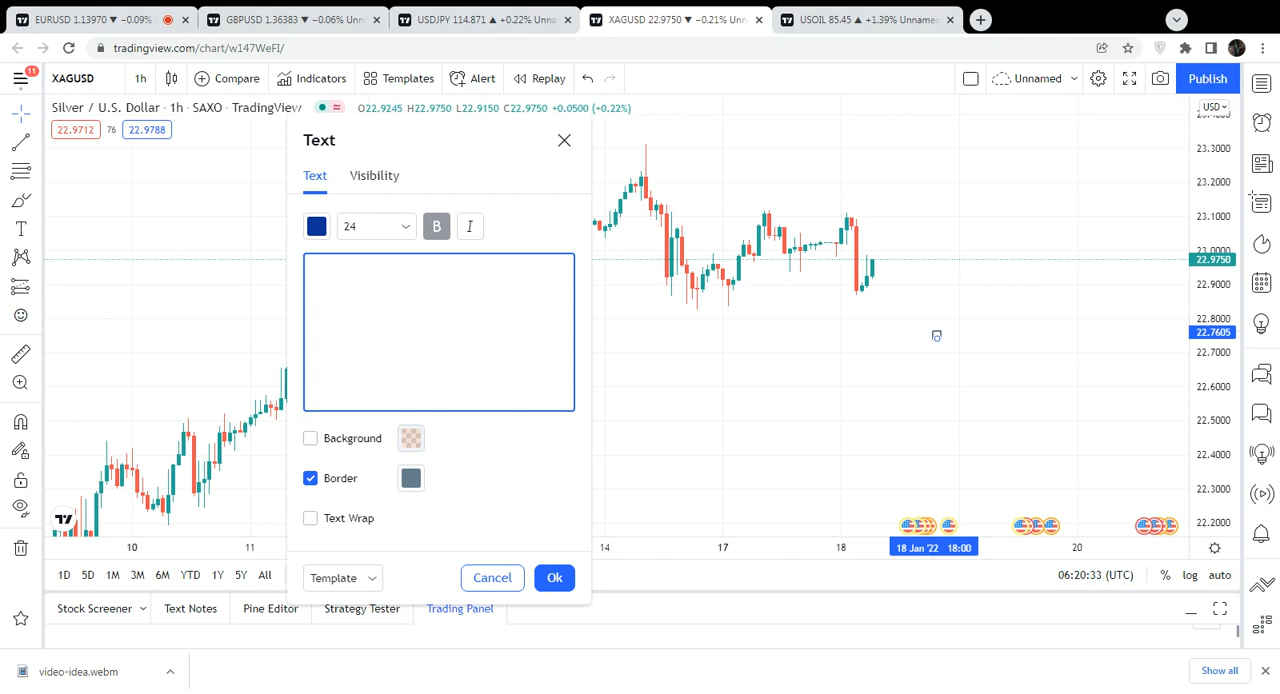 EURUSD 1.13970 ▼ −0.09%
GBPUSD 1.36383 ▼ −0.06% Unna
USDJPY 114.871 ▲ +0.22% Unna
XAGUSD 22.9750 ▼ −0.21% Unna
USOIL 85.45 ▲ +1.39% Unname
tradingview.com/chart/w147WeFI/
11
XAGUSD
1h
Compare
Indicators
Templates
Alert
Replay
Unnamed
Publish
Silver / U.S. Dollar · 1h · SAXO · TradingView
O22.9245 H22.9750 L22.9150 C22.9750 +0.0500 (+0.22%)
USD
22.9712
76
22.9788
Text
Text
Visibility
24
B
I
Background
Border
Text Wrap
Template
Cancel
Ok
23.3000
23.2000
23.1000
23.0000
22.9750
22.9000
22.8000
22.7605
22.7000
22.6000
22.5000
22.4000
22.3000
22.2000
10
11
14
17
18
18 Jan '22 18:00
20
1D
5D
1M
3M
6M
YTD
1Y
5Y
All
06:20:33 (UTC)
%
log
auto
Stock Screener
Text Notes
Pine Editor
Strategy Tester
Trading Panel
video-idea.webm
Show all